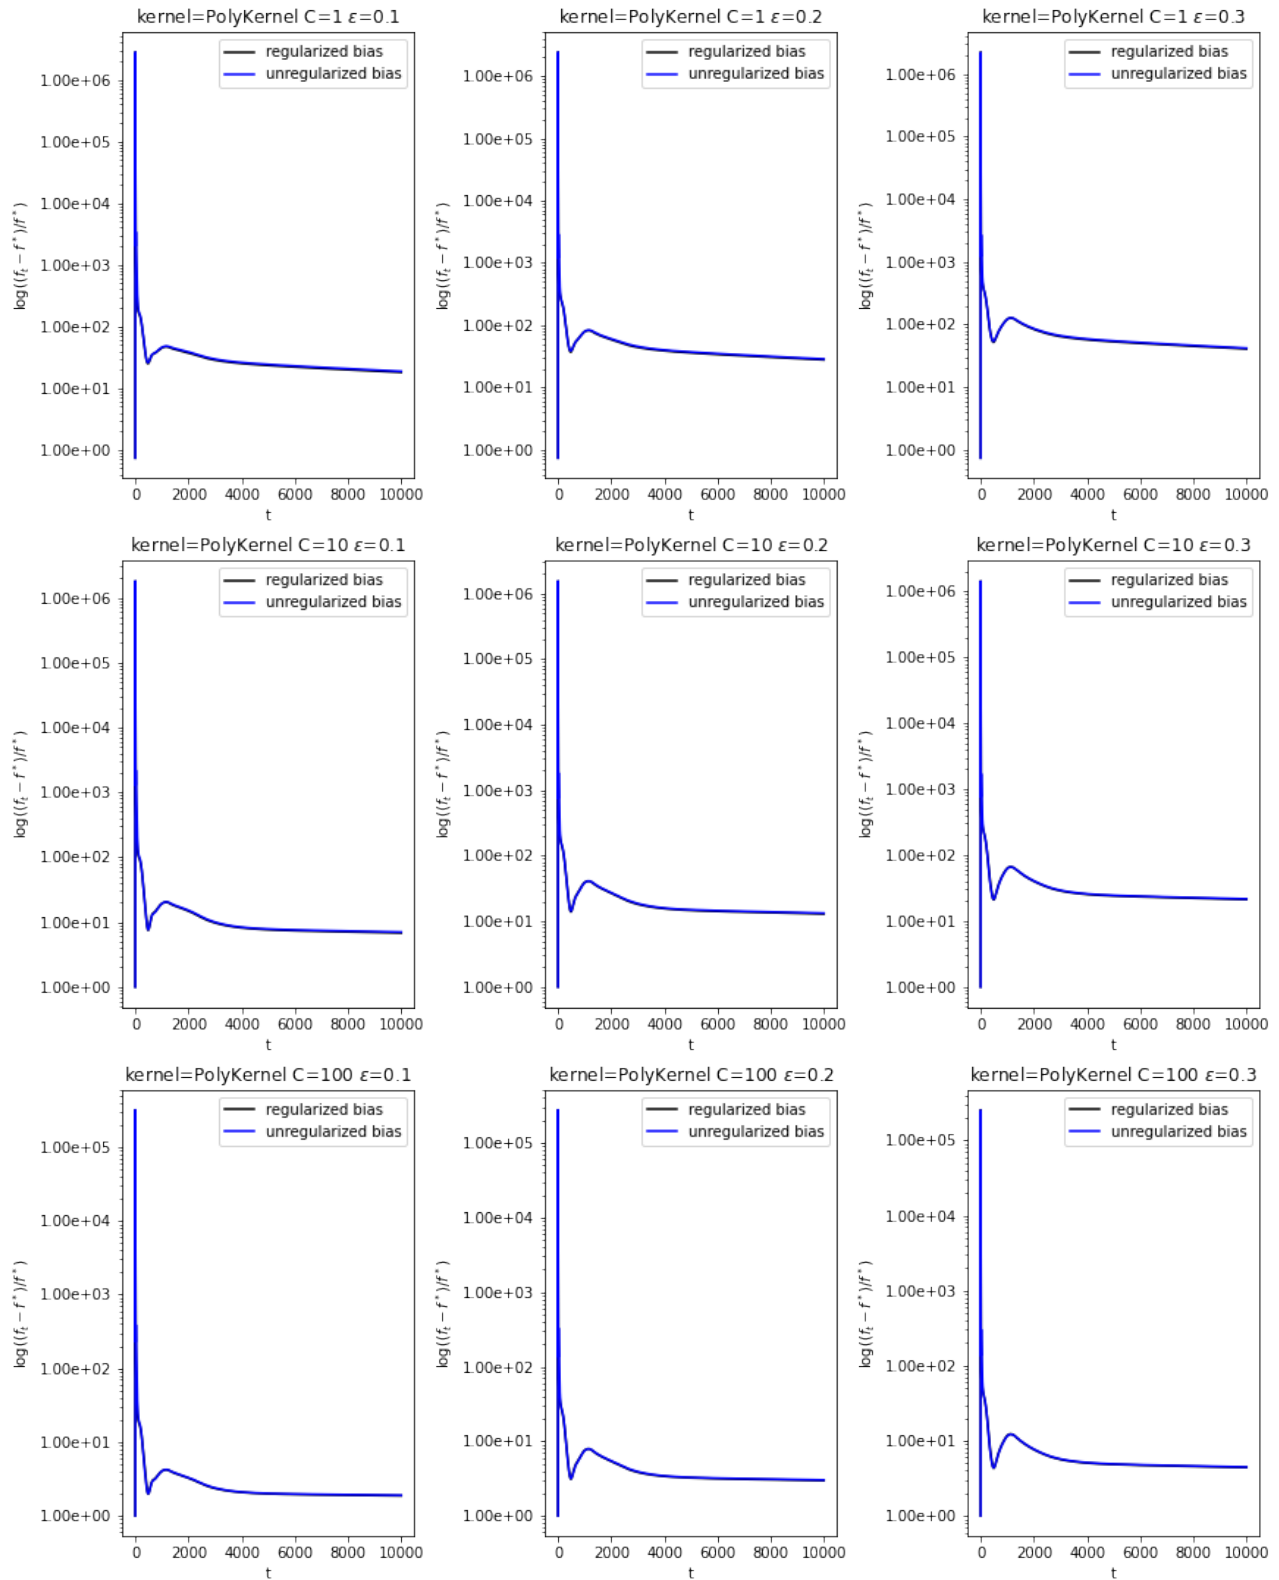 kernel=PolyKernel C=1 ε=0.1
regularized bias
unregularized bias
1.00e+06
1.00e+05
1.00e+04
1.00e+03
1.00e+02
1.00e+01
1.00e+00
log((f_t − f*)/f*)
0 2000 4000 6000 8000 10000
t
kernel=PolyKernel C=1 ε=0.2
regularized bias
unregularized bias
1.00e+06
1.00e+05
1.00e+04
1.00e+03
1.00e+02
1.00e+01
1.00e+00
log((f_t − f*)/f*)
0 2000 4000 6000 8000 10000
t
kernel=PolyKernel C=1 ε=0.3
regularized bias
unregularized bias
1.00e+06
1.00e+05
1.00e+04
1.00e+03
1.00e+02
1.00e+01
1.00e+00
log((f_t − f*)/f*)
0 2000 4000 6000 8000 10000
t
kernel=PolyKernel C=10 ε=0.1
regularized bias
unregularized bias
1.00e+06
1.00e+05
1.00e+04
1.00e+03
1.00e+02
1.00e+01
1.00e+00
log((f_t − f*)/f*)
0 2000 4000 6000 8000 10000
t
kernel=PolyKernel C=10 ε=0.2
regularized bias
unregularized bias
1.00e+06
1.00e+05
1.00e+04
1.00e+03
1.00e+02
1.00e+01
1.00e+00
log((f_t − f*)/f*)
0 2000 4000 6000 8000 10000
t
kernel=PolyKernel C=10 ε=0.3
regularized bias
unregularized bias
1.00e+06
1.00e+05
1.00e+04
1.00e+03
1.00e+02
1.00e+01
1.00e+00
log((f_t − f*)/f*)
0 2000 4000 6000 8000 10000
t
kernel=PolyKernel C=100 ε=0.1
regularized bias
unregularized bias
1.00e+05
1.00e+04
1.00e+03
1.00e+02
1.00e+01
1.00e+00
log((f_t − f*)/f*)
0 2000 4000 6000 8000 10000
t
kernel=PolyKernel C=100 ε=0.2
regularized bias
unregularized bias
1.00e+05
1.00e+04
1.00e+03
1.00e+02
1.00e+01
1.00e+00
log((f_t − f*)/f*)
0 2000 4000 6000 8000 10000
t
kernel=PolyKernel C=100 ε=0.3
regularized bias
unregularized bias
1.00e+05
1.00e+04
1.00e+03
1.00e+02
1.00e+01
1.00e+00
log((f_t − f*)/f*)
0 2000 4000 6000 8000 10000
t